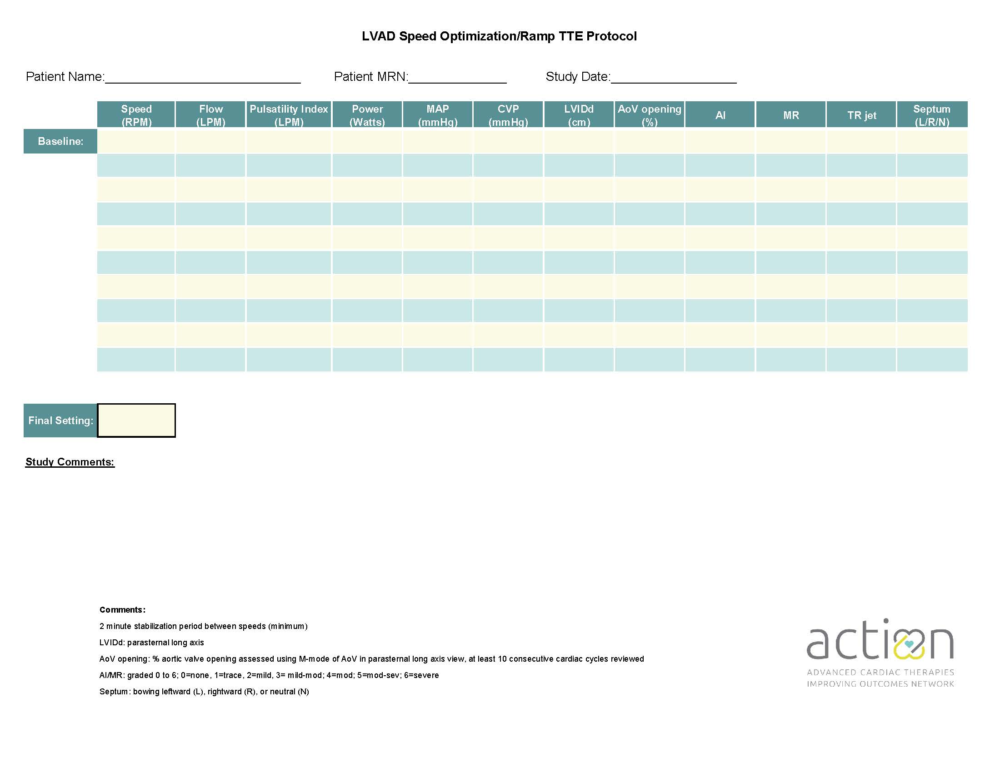 LVAD Speed Optimization/Ramp TTE Protocol
Patient Name:____________________________ Patient MRN:______________ Study Date:__________________
Speed (RPM) Flow (LPM) Pulsatility Index (LPM) Power (Watts) MAP (mmHg) CVP (mmHg) LVIDd (cm) AoV opening (%) AI MR TR jet Septum (L/R/N)
Baseline:
Final Setting:
Study Comments:
Comments:
2 minute stabilization period between speeds (minimum)
LVIDd: parasternal long axis
AoV opening: % aortic valve opening assessed using M-mode of AoV in parasternal long axis view, at least 10 consecutive cardiac cycles reviewed
AI/MR: graded 0 to 6; 0=none, 1=trace, 2=mild, 3= mild-mod; 4=mod; 5=mod-sev; 6=severe
Septum: bowing leftward (L), rightward (R), or neutral (N)
action
ADVANCED CARDIAC THERAPIES
IMPROVING OUTCOMES NETWORK